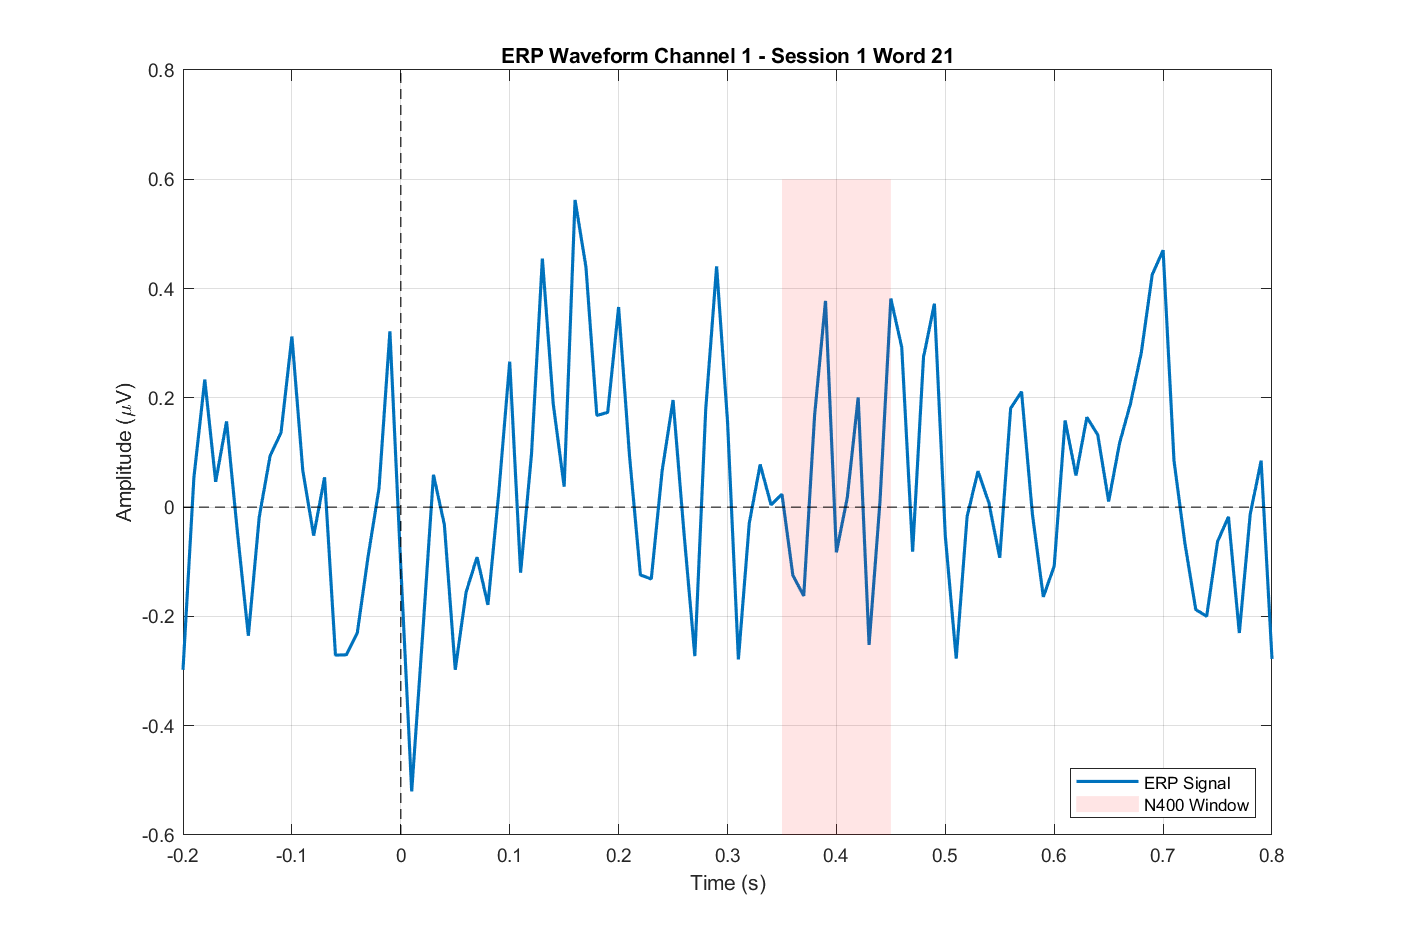 ERP Waveform Channel 1 - Session 1 Word 21
0.8
0.6
0.4
0.2
0
-0.2
-0.4
-0.6
Amplitude (μV)
-0.2 -0.1 0 0.1 0.2 0.3 0.4 0.5 0.6 0.7 0.8
Time (s)
ERP Signal
N400 Window